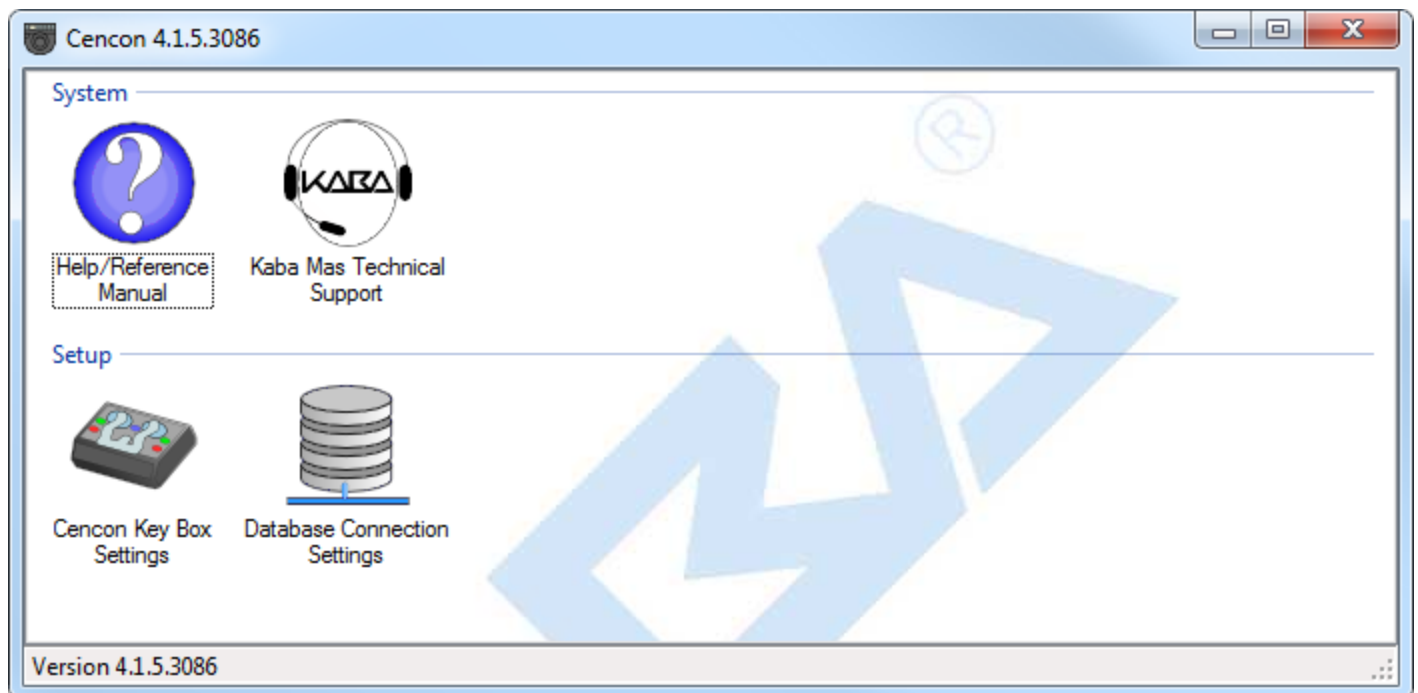 Cencon 4.1.5.3086
System
KABA
Help/Reference
Manual
Kaba Mas Technical
Support
Setup
Cencon Key Box
Settings
Database Connection
Settings
Version 4.1.5.3086